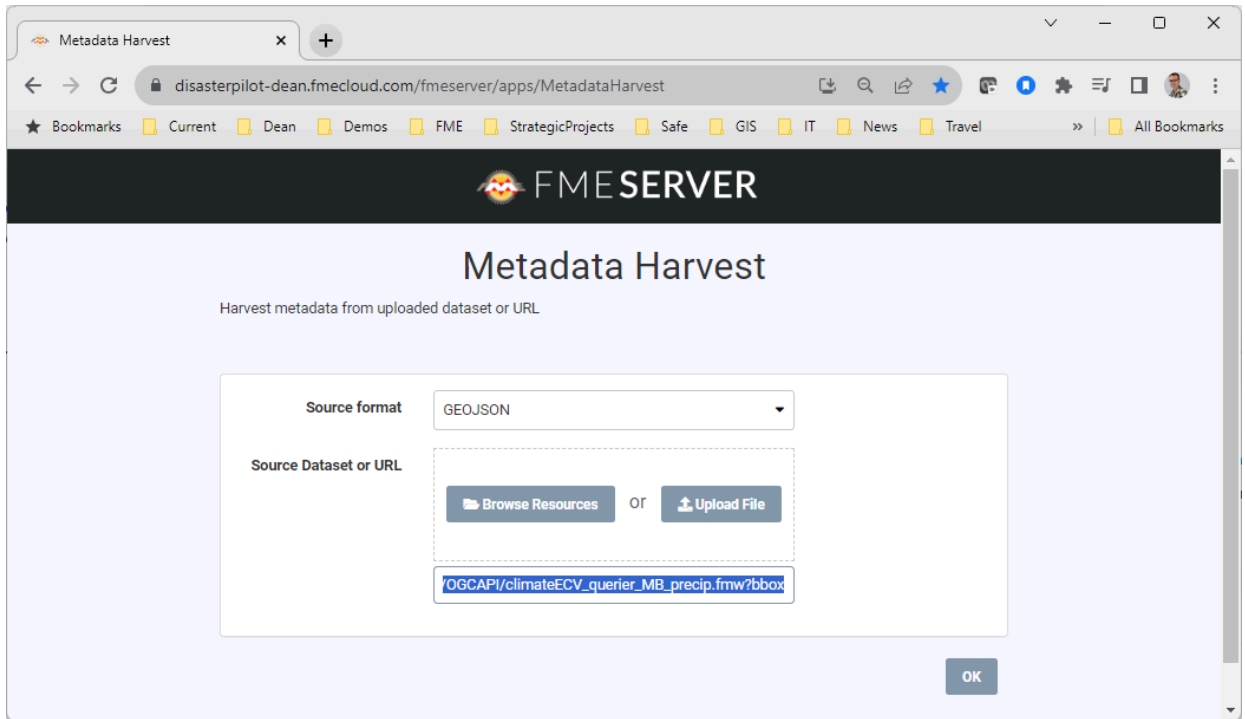 Metadata Harvest
disasterpilot-dean.fmecloud.com/fmeserver/apps/MetadataHarvest
Bookmarks Current Dean Demos FME StrategicProjects Safe GIS IT News Travel » All Bookmarks
FMESERVER
Metadata Harvest
Harvest metadata from uploaded dataset or URL
Source format GEOJSON
Source Dataset or URL
Browse Resources or Upload File
/OGCAPI/climateECV_querier_MB_precip.fmw?bbox
OK